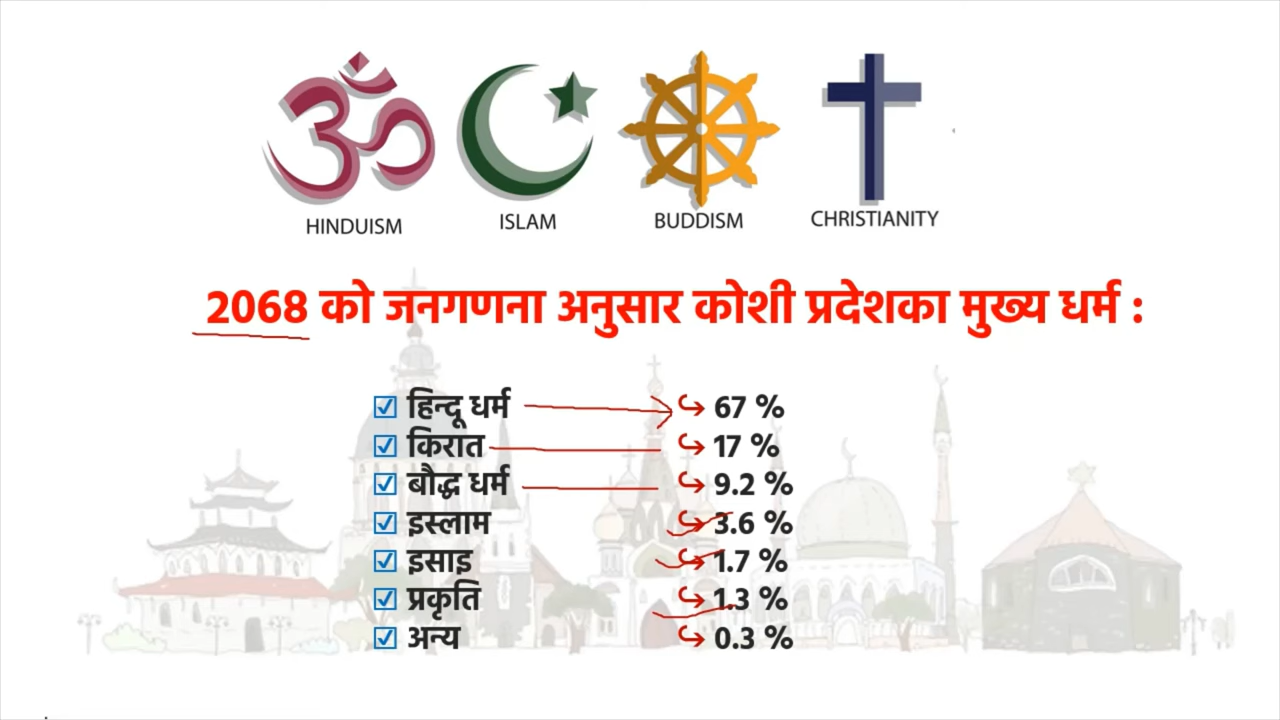 HINDUISM ISLAM BUDDISM CHRISTIANITY
2068 को जनगणना अनुसार कोशी प्रदेशका मुख्य धर्म :
हिन्दू धर्म 67 %
किरात 17 %
बौद्ध धर्म 9.2 %
इस्लाम 3.6 %
इसाइ 1.7 %
प्रकृति 1.3 %
अन्य 0.3 %